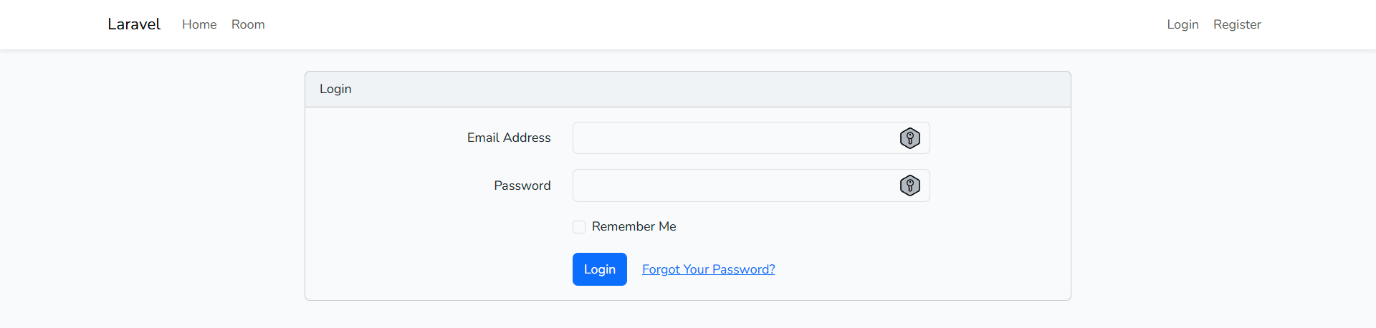 Laravel Home Room Login Register
Login
Email Address
Password
Remember Me
Login Forgot Your Password?